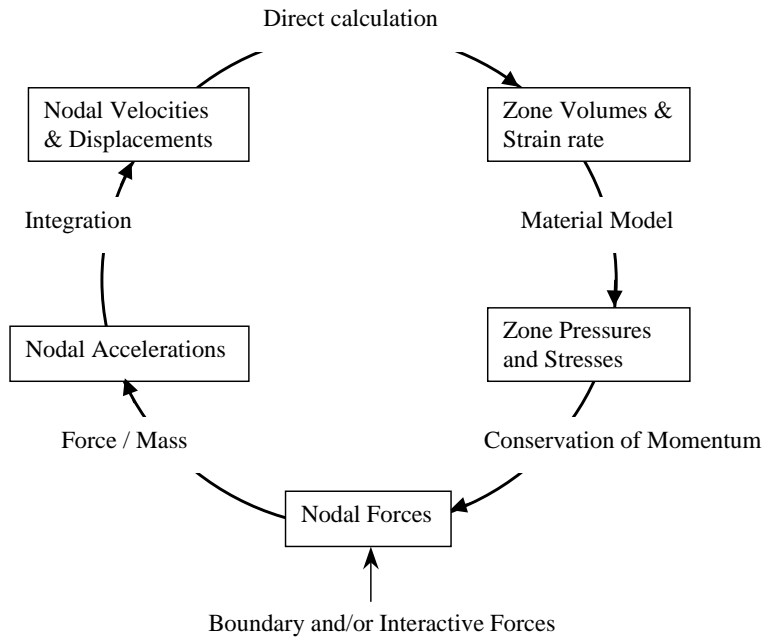 Direct calculation
Nodal Velocities
& Displacements
Zone Volumes &
Strain rate
Integration
Material Model
Nodal Accelerations
Zone Pressures
and Stresses
Force / Mass
Conservation of Momentum
Nodal Forces
Boundary and/or Interactive Forces